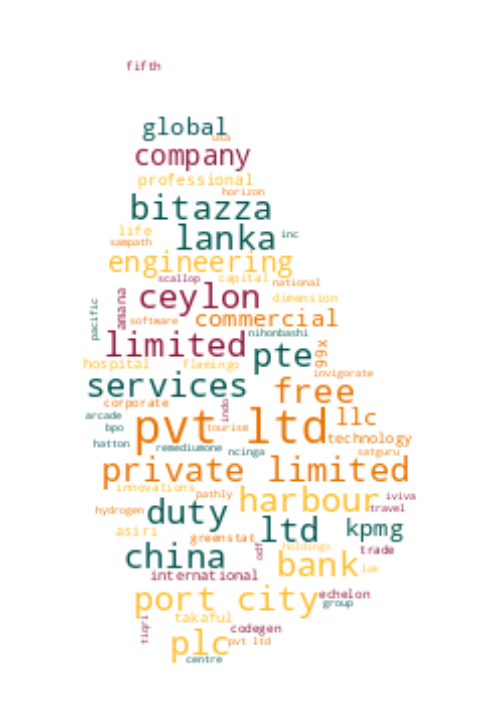 fifth
global
usa
company
professional
horizon
bitazza
life
lanka
inc
sampath
engineering
scallop
capital
national
amana
ceylon
dimension
pacific
software
commercial
nihonbashi
limited
pte
99x
hospital
flamingo
invigorate
services
free
corporate
indo
arcade
pvt ltd
llc
bpo
tourism
technology
hatton
remediumone
ncinga
satguru
private limited
innovations
pathly
harbour
iviva
hydrogen
duty
travel
asiri
greenstat
ltd
kpmg
china
odf
holdings
trade
international
bank
lak
port city
echelon
group
takaful
tiqri
codegen
plc
pvt ltd
centre